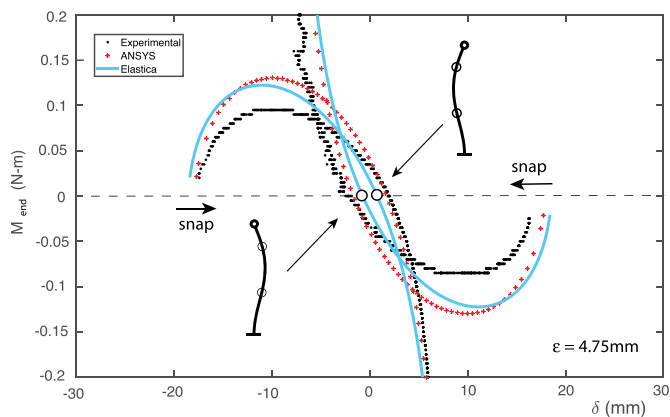 0.2
0.15
0.1
0.05
0
-0.05
-0.1
-0.15
-0.2
M end (N-m)
Experimental
ANSYS
Elastica
snap
snap
ε = 4.75mm
-30 -20 -10 0 10 20 30
δ (mm)